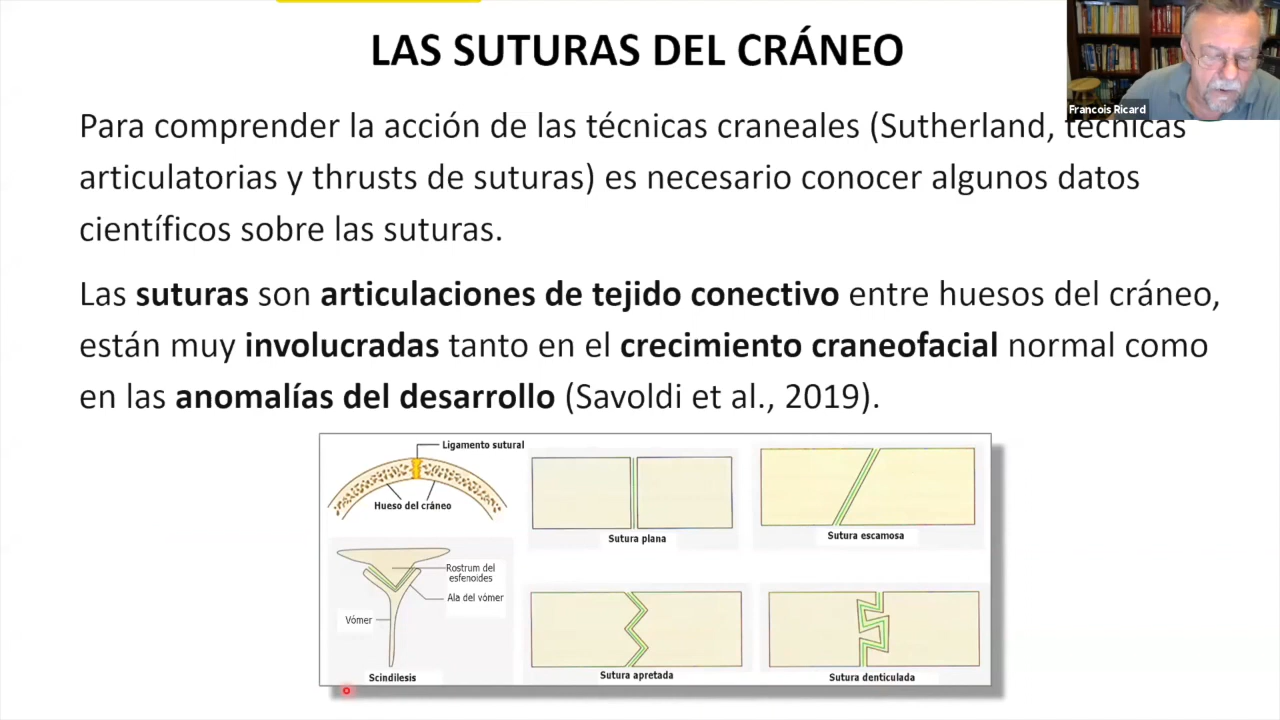 LAS SUTURAS DEL CRÁNEO
Francois Ricard
Para comprender la acción de las técnicas craneales (Sutherland, técnicas
articulatorias y thrusts de suturas) es necesario conocer algunos datos
científicos sobre las suturas.
Las suturas son articulaciones de tejido conectivo entre huesos del cráneo,
están muy involucradas tanto en el crecimiento craneofacial normal como
en las anomalías del desarrollo (Savoldi et al., 2019).
Ligamento sutural
Hueso del cráneo
Sutura plana
Sutura escamosa
Rostrum del
esfenoides
Ala del vómer
Vómer
Scindilesis
Sutura apretada
Sutura denticulada